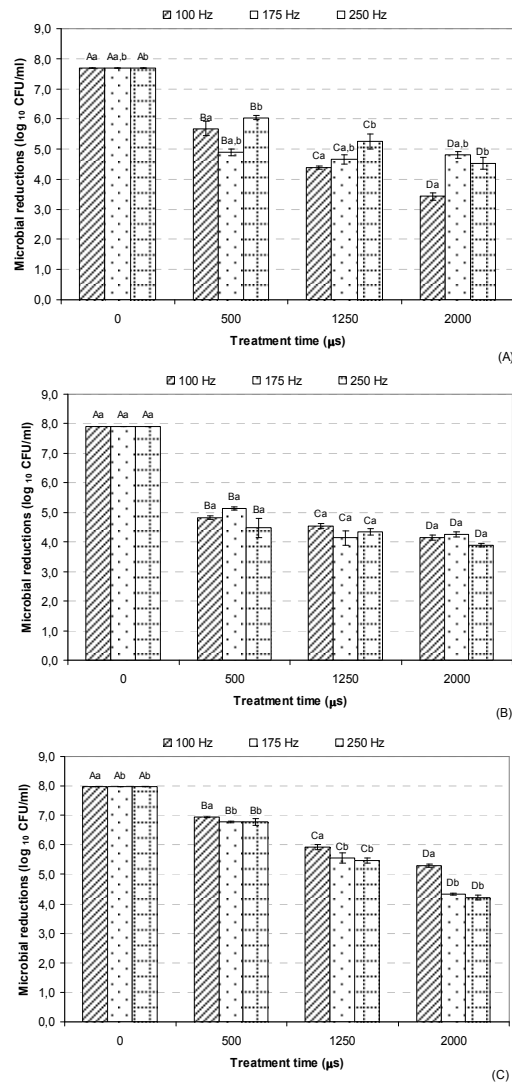 100 Hz 175 Hz 250 Hz
Microbial reductions (log 10 CFU/ml)
9,0
8,0
7,0
6,0
5,0
4,0
3,0
2,0
1,0
0,0
Aa Aa,b Ab
Ba Ba,b Bb
Ca Ca,b Cb
Da Da,b Db
0 500 1250 2000
Treatment time (μs)
(A)
100 Hz 175 Hz 250 Hz
Microbial reductions (log 10 CFU/ml)
9,0
8,0
7,0
6,0
5,0
4,0
3,0
2,0
1,0
0,0
Aa Aa Aa
Ba Ba Ba
Ca Ca Ca
Da Da Da
0 500 1250 2000
Treatment time (μs)
(B)
100 Hz 175 Hz 250 Hz
Microbial reductions (log 10 CFU/ml)
9,0
8,0
7,0
6,0
5,0
4,0
3,0
2,0
1,0
0,0
Aa Ab Ab
Ba Bb Bb
Ca Cb Cb
Da Db Db
0 500 1250 2000
Treatment time (μs)
(C)